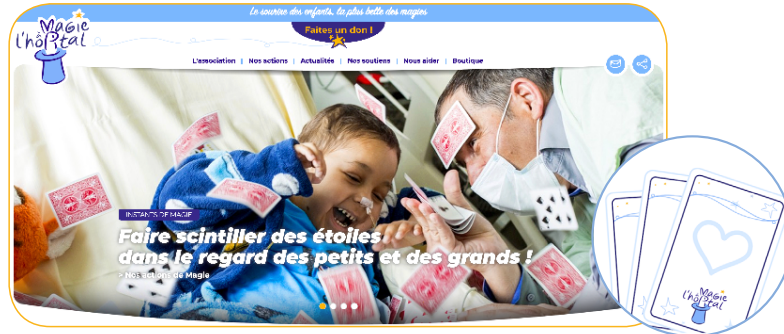 Le sourire des enfants, la plus belle des magies
Faites un don !
Magie
à
l'hôpital
L'association | Nos actions | Actualités | Nos soutiens | Nous aider | Boutique
INSTANTS DE MAGIE
Faire scintiller des étoiles
dans le regard des petits et des grands !
> Nos actions de Magie
Magie
à
l'hôpital